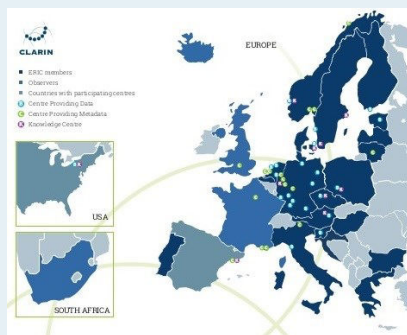 CLARIN
EUROPE
ERIC members
Observers
Countries with participating centres
B Centre Providing Data
C Centre Providing Metadata
K Knowledge Centre
USA
SOUTH AFRICA